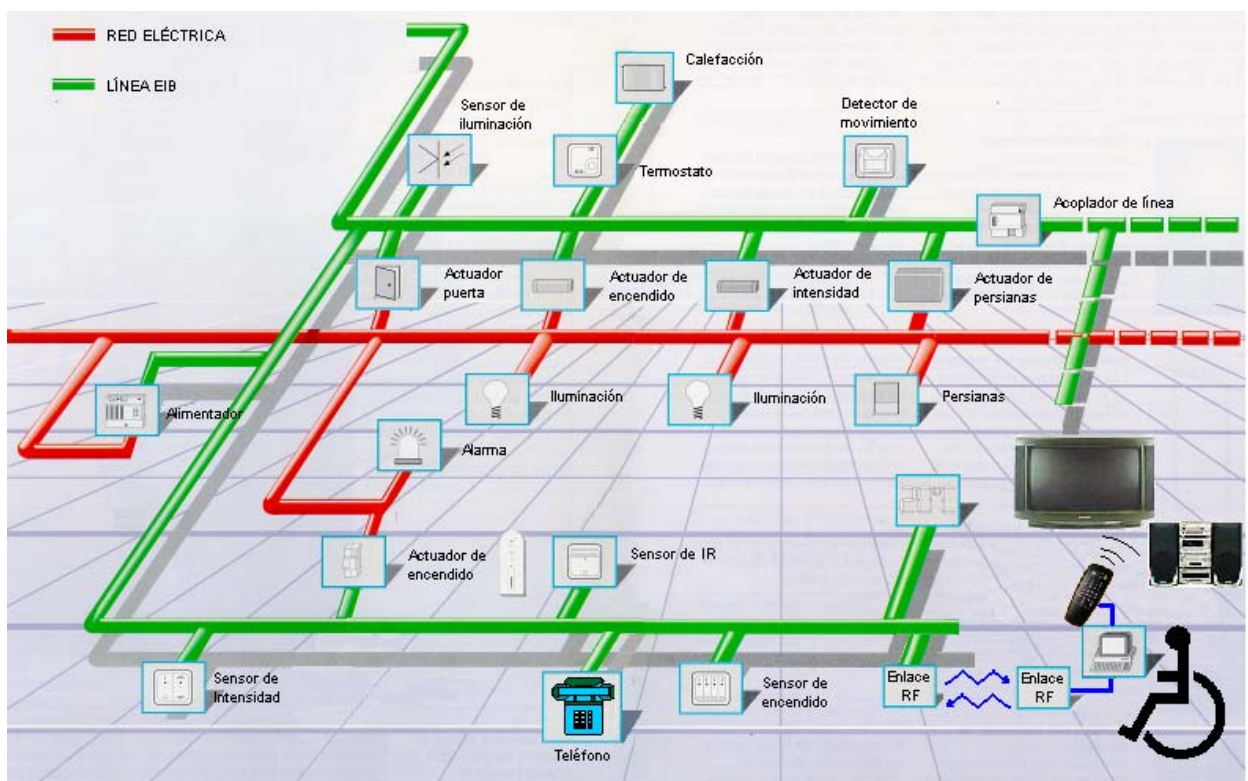 RED ELÉCTRICA
LÍNEA EIB
Calefacción
Sensor de
iluminación
Detector de
movimiento
Termostato
Acoplador de línea
Actuador
puerta
Actuador de
encendido
Actuador de
intensidad
Actuador de
persianas
Alimentador
Iluminación
Iluminación
Persianas
Alarma
Actuador de
encendido
Sensor de IR
Sensor de
Intensidad
Teléfono
Sensor de
encendido
Enlace
RF
Enlace
RF